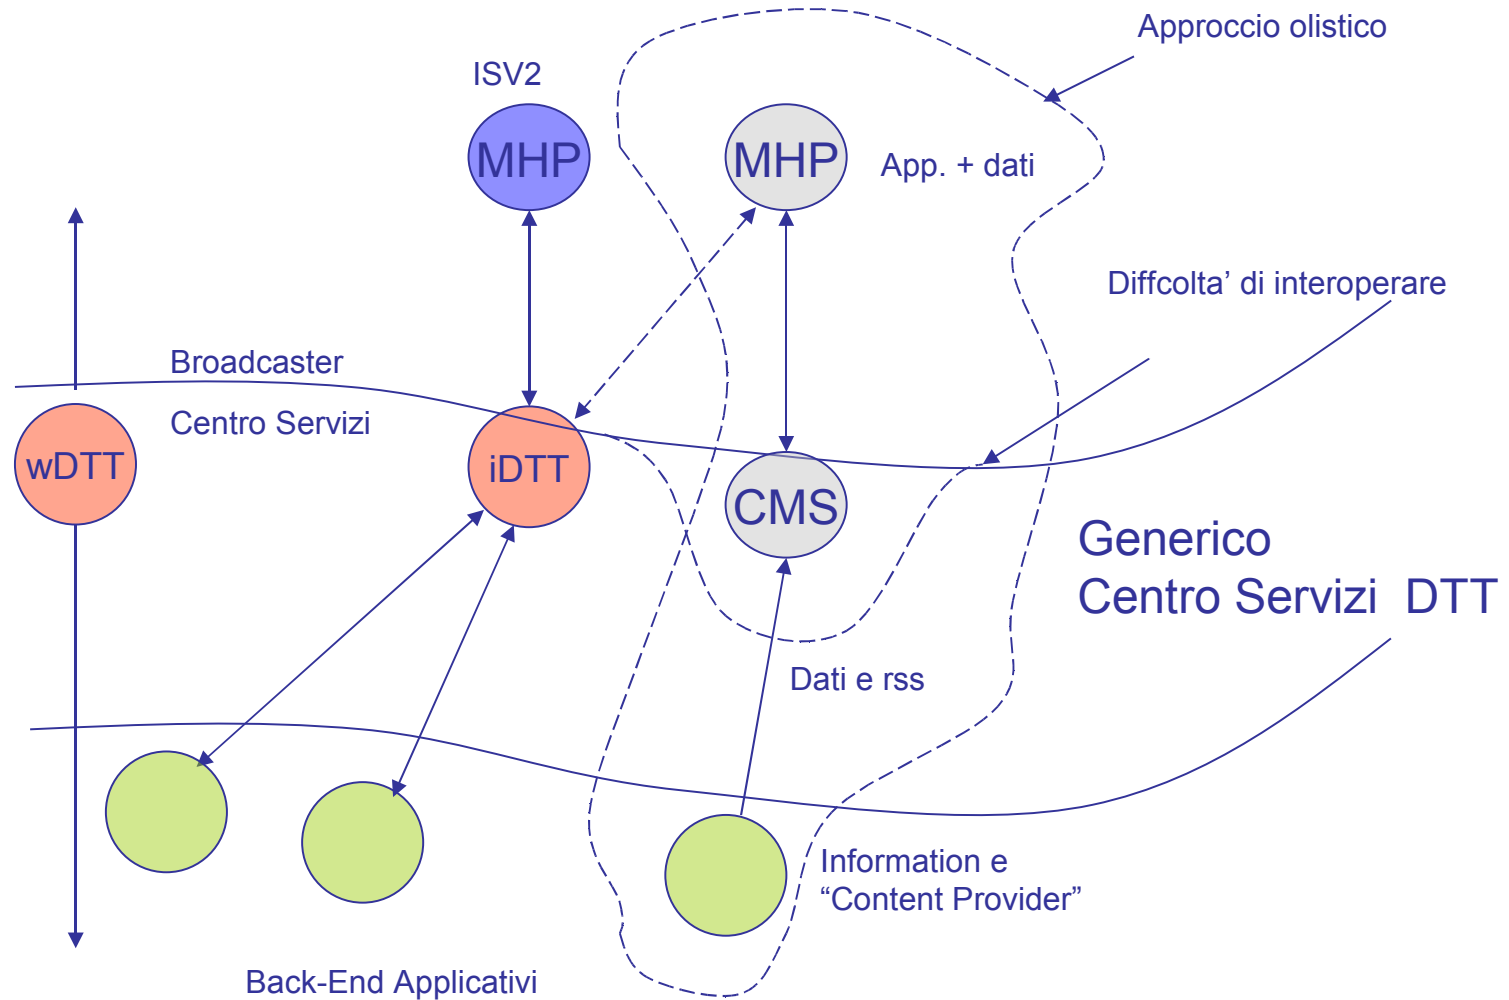 Approccio olistico
ISV2
MHP
MHP
App. + dati
Diffcolta’ di interoperare
Broadcaster
Centro Servizi
wDTT
iDTT
CMS
Generico
Centro Servizi DTT
Dati e rss
Information e
“Content Provider”
Back-End Applicativi